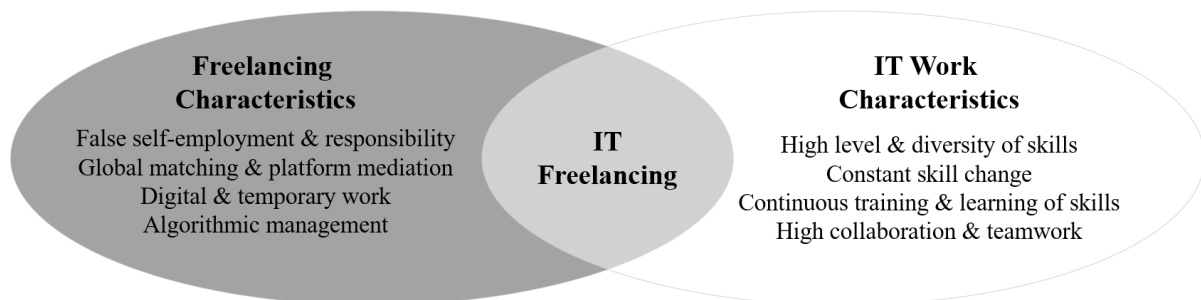 Freelancing
Characteristics
False self-employment & responsibility
Global matching & platform mediation
Digital & temporary work
Algorithmic management
IT
Freelancing
IT Work
Characteristics
High level & diversity of skills
Constant skill change
Continuous training & learning of skills
High collaboration & teamwork